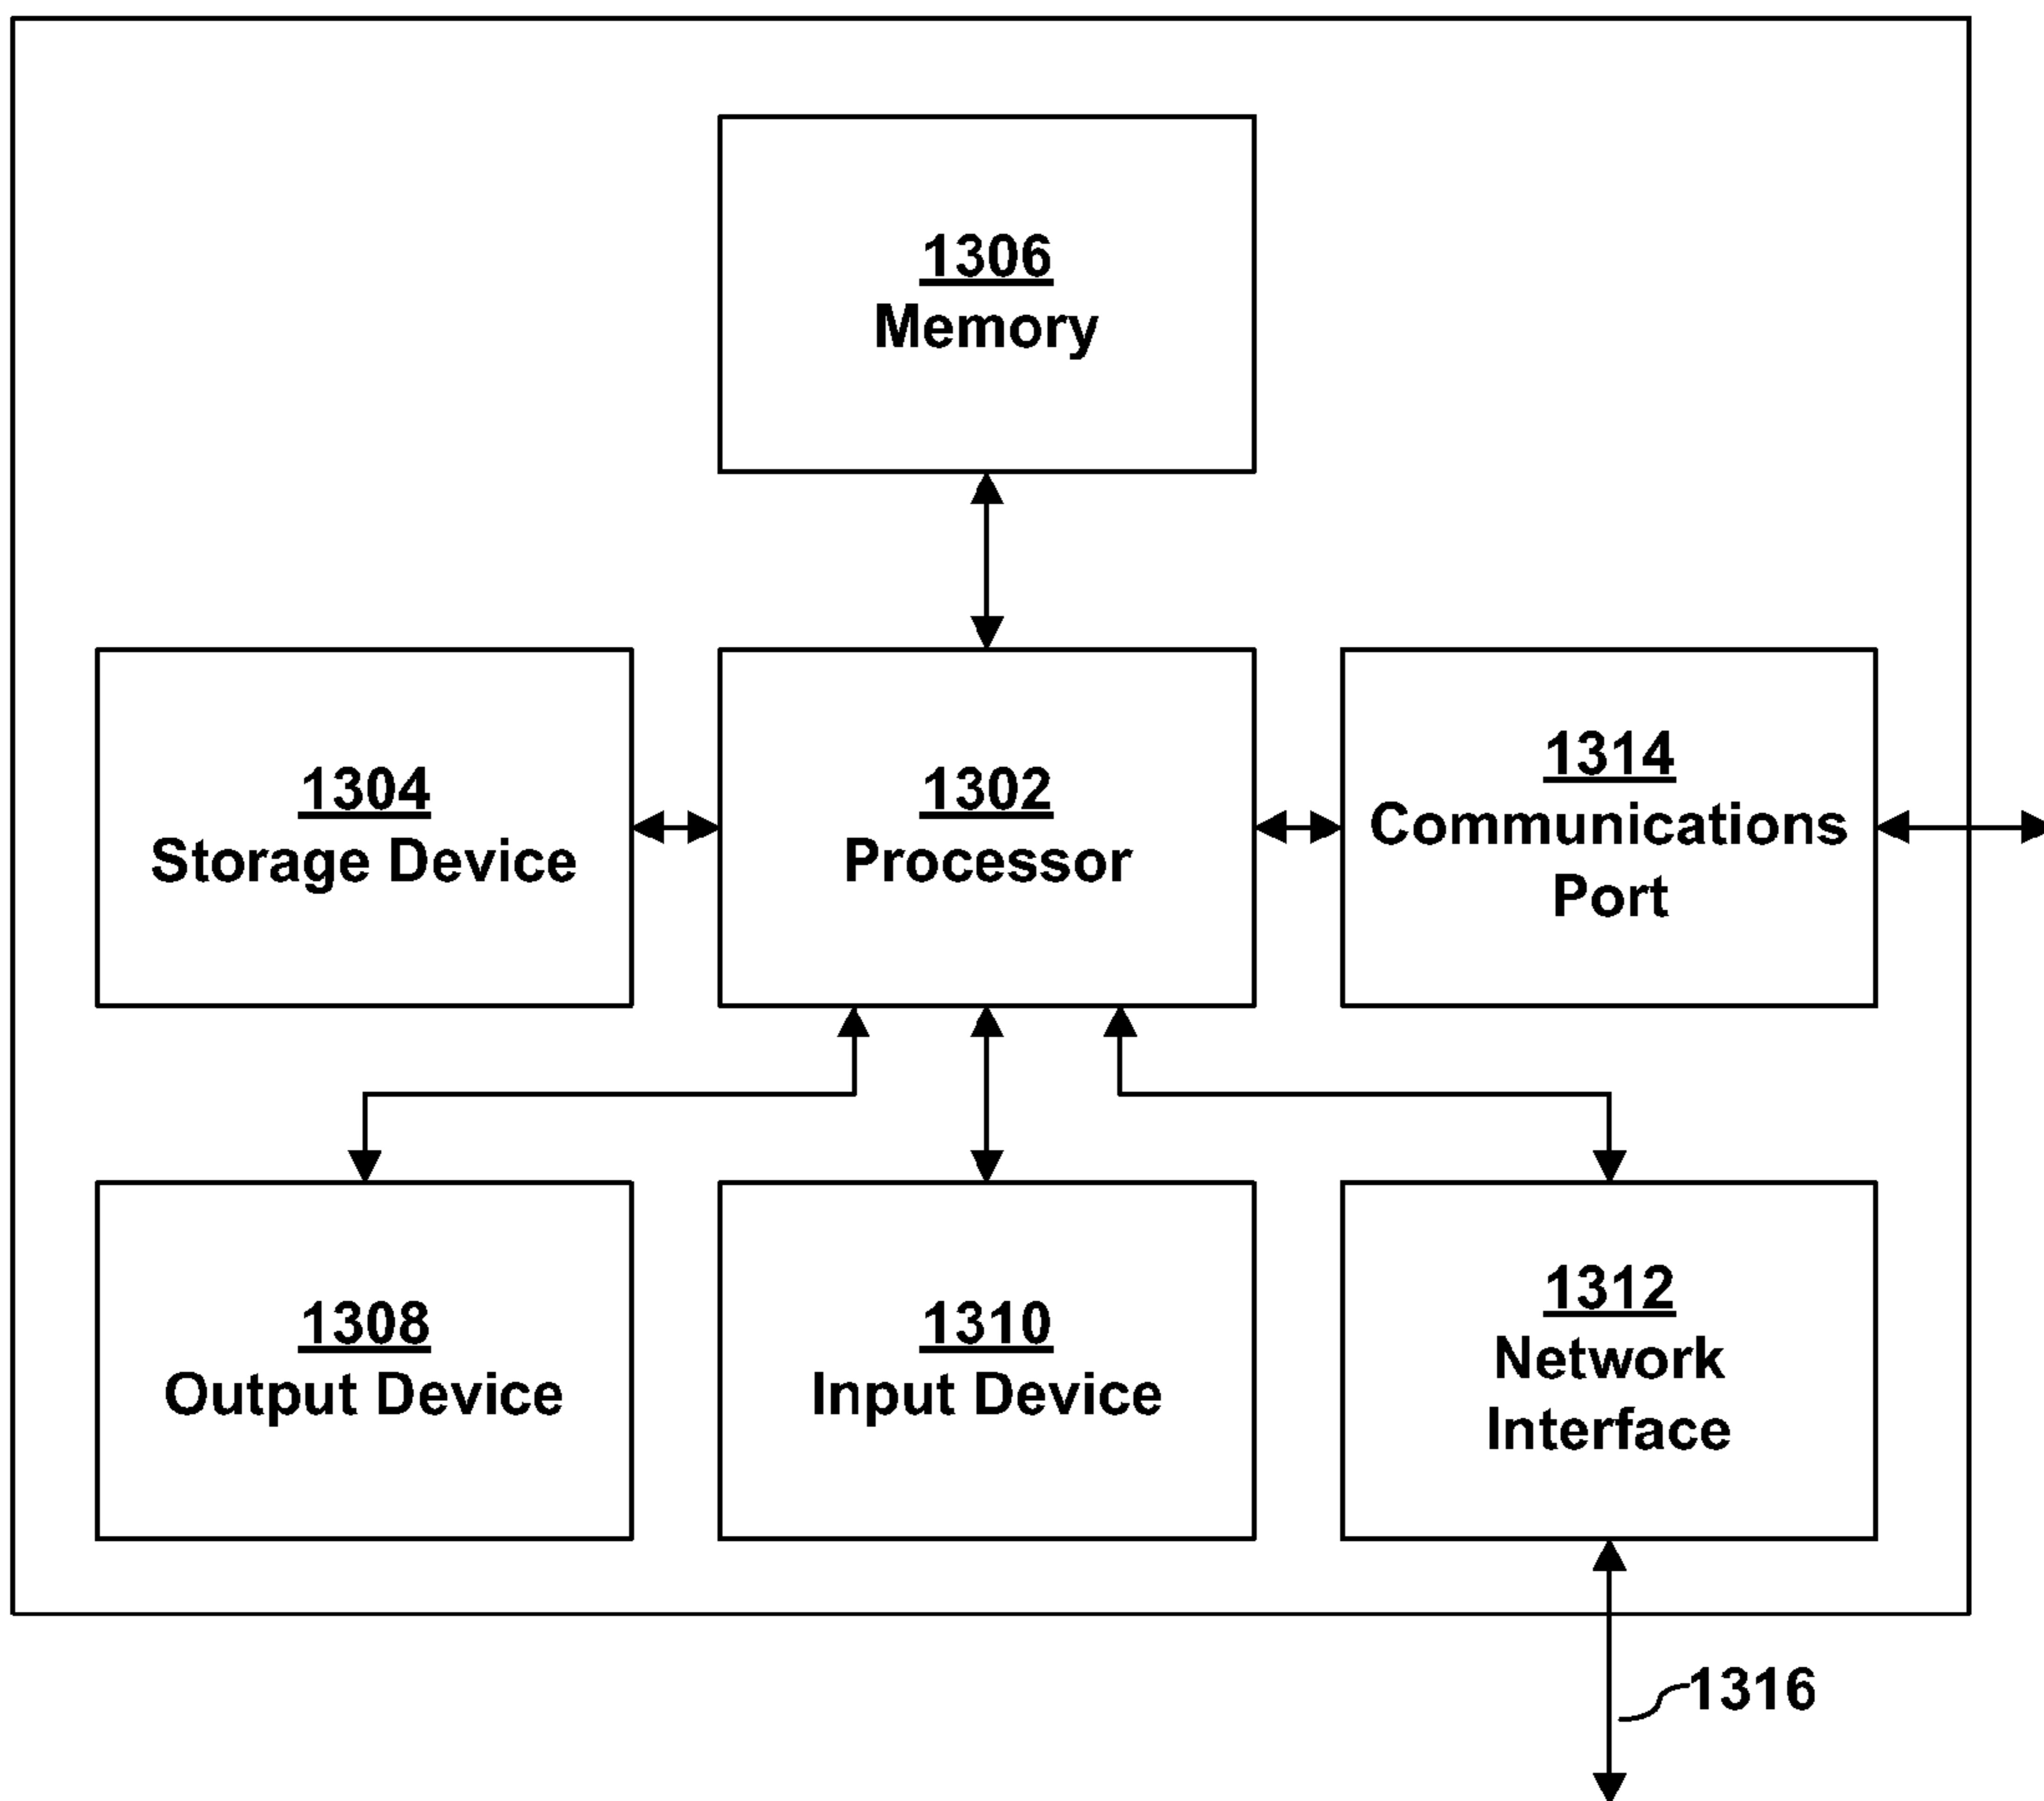 1306
Memory
1304
Storage Device
1302
Processor
1314
Communications
Port
1308
Output Device
1310
Input Device
1312
Network
Interface
1316